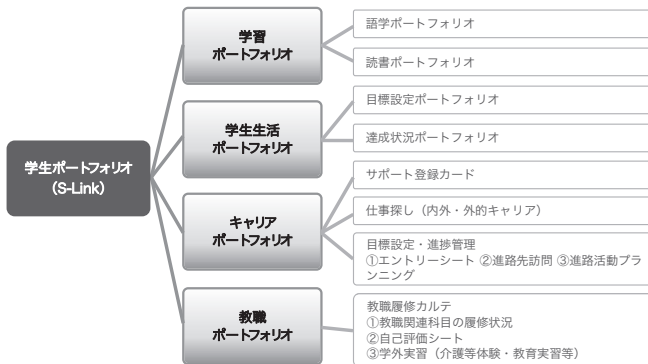 学習
ポートフォリオ
語学ポートフォリオ
読書ポートフォリオ
学生生活
ポートフォリオ
目標設定ポートフォリオ
達成状況ポートフォリオ
学生ポートフォリオ
（S-Link）
キャリア
ポートフォリオ
サポート登録カード
仕事探し（内外・外的キャリア）
目標設定・進捗管理
①エントリーシート ②進路先訪問 ③進路活動プラ
ンニング
教職
ポートフォリオ
教職履修カルテ
①教職関連科目の履修状況
②自己評価シート
③学外実習（介護等体験・教育実習等）